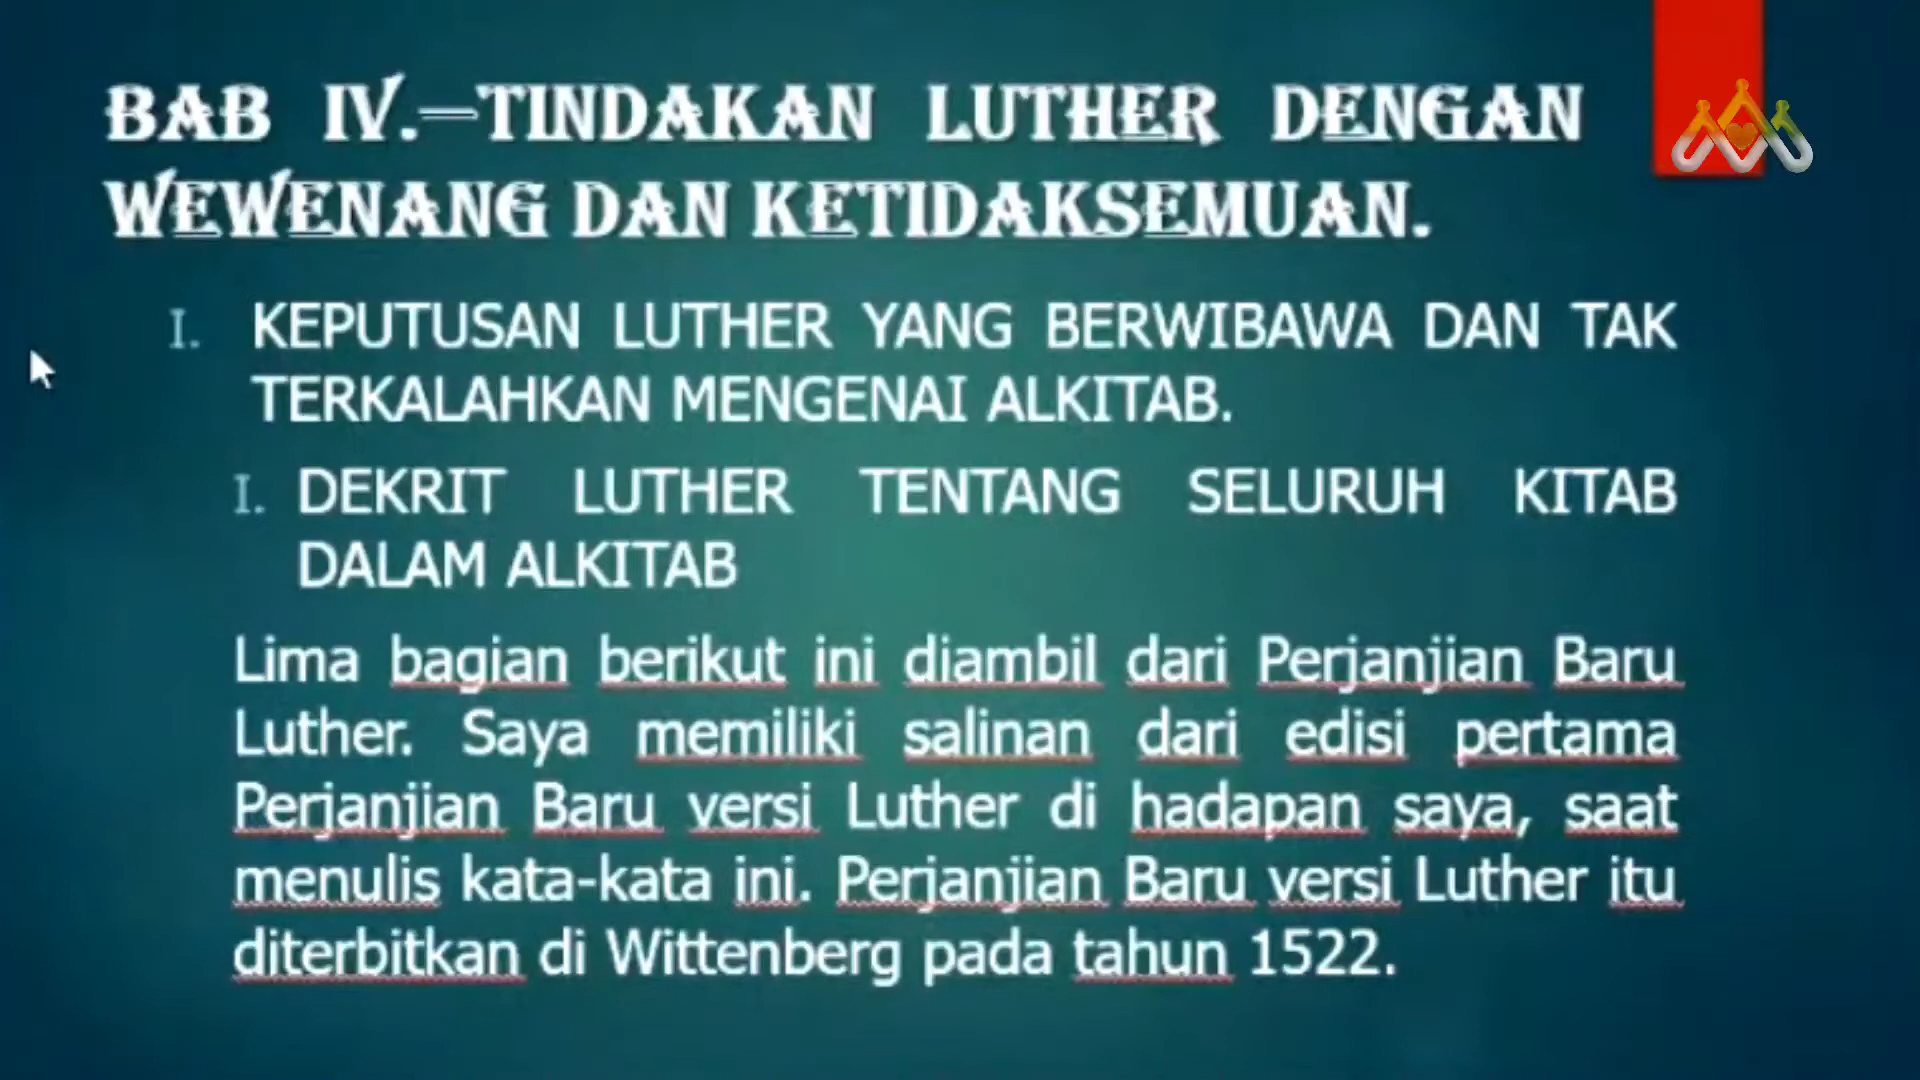 BAB IV.—TINDAKAN LUTHER DENGAN
WEWENANG DAN KETIDAKSEMUAN.
I. KEPUTUSAN LUTHER YANG BERWIBAWA DAN TAK
TERKALAHKAN MENGENAI ALKITAB.
I. DEKRIT LUTHER TENTANG SELURUH KITAB
DALAM ALKITAB
Lima bagian berikut ini diambil dari Perjanjian Baru
Luther. Saya memiliki salinan dari edisi pertama
Perjanjian Baru versi Luther di hadapan saya, saat
menulis kata-kata ini. Perjanjian Baru versi Luther itu
diterbitkan di Wittenberg pada tahun 1522.